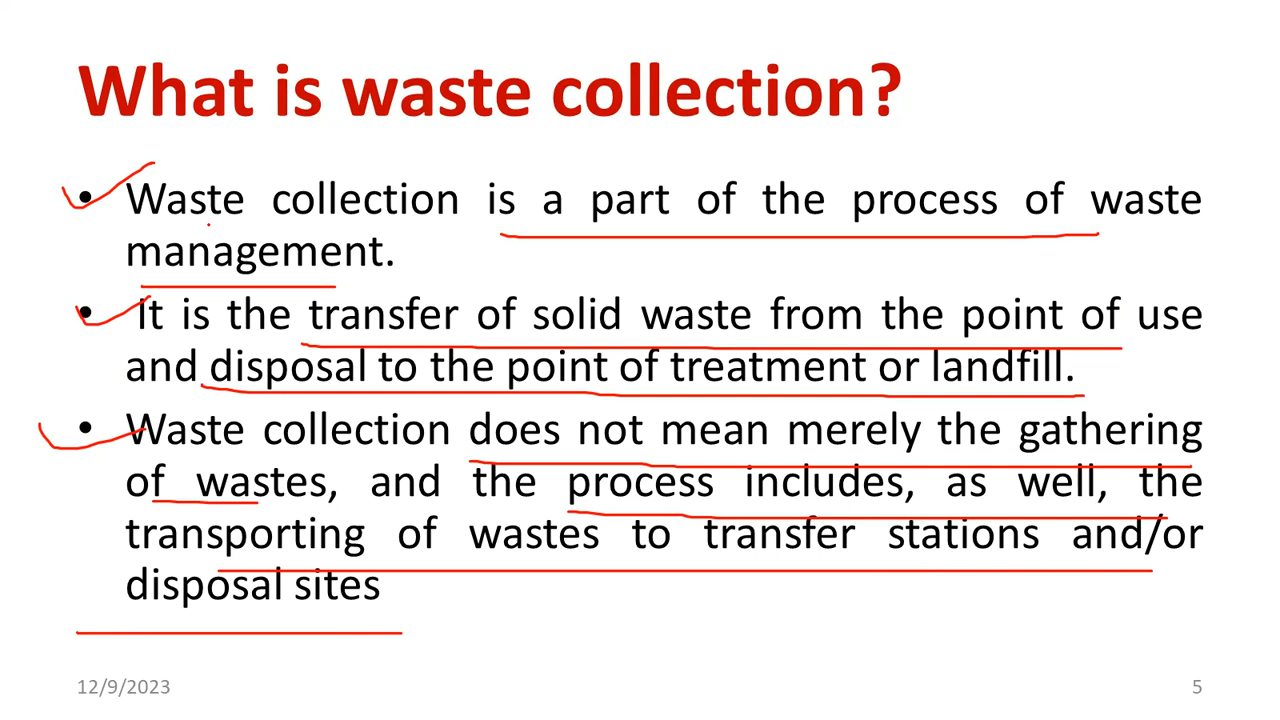 What is waste collection?
• Waste collection is a part of the process of waste
management.
• It is the transfer of solid waste from the point of use
and disposal to the point of treatment or landfill.
• Waste collection does not mean merely the gathering
of wastes, and the process includes, as well, the
transporting of wastes to transfer stations and/or
disposal sites
12/9/2023
5